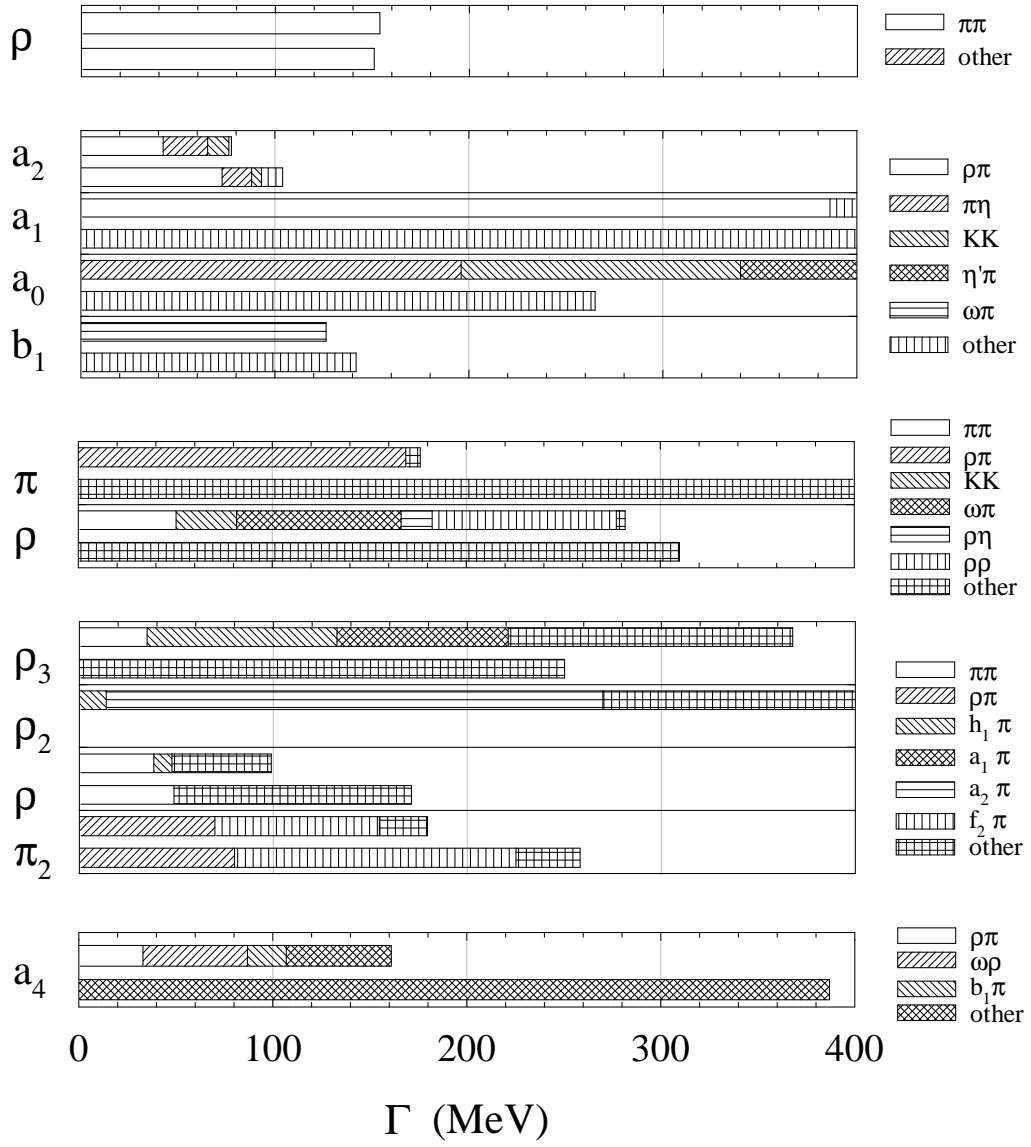 ρ
ππ
other
a₂
a₁
a₀
b₁
ρπ
πη
KK
η'π
ωπ
other
π
ρ
ππ
ρπ
KK
ωπ
ρη
ρρ
other
ρ₃
ρ₂
ρ
π₂
ππ
ρπ
h₁ π
a₁ π
a₂ π
f₂ π
other
a₄
ρπ
ωρ
b₁π
other
0 100 200 300 400
Γ (MeV)